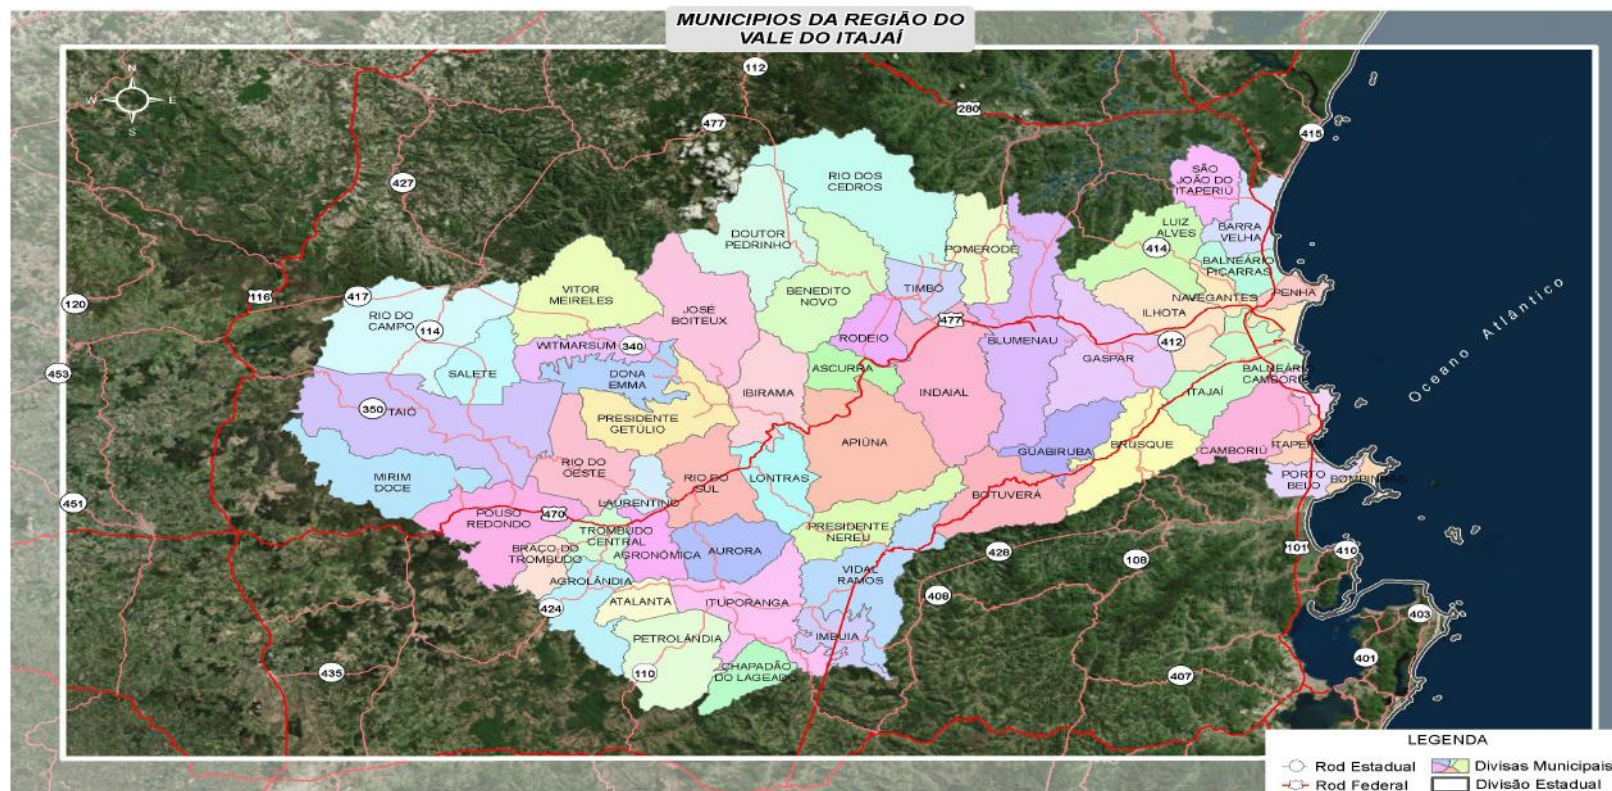 MUNICIPIOS DA REGIÃO DO
VALE DO ITAJAÍ
N
W
E
S
112
280
477
415
427
SÃO
JOÃO DO
ITAPERIÚ
RIO DOS
CEDROS
LUIZ
ALVES
BARRA
VELHA
DOUTOR
PEDRINHO
POMERODE
414
BALNEÁRIO
PICARRAS
VITOR
MEIRELES
BENEDITO
NOVO
TIMBÓ
NAVEGANTES
PENHA
120
116
417
RIO DO
CAMPO
114
JOSÉ
BOITEUX
ILHOTA
477
RODEIO
BLUMENAU
412
WITMARSUM
340
GASPAR
453
SALETE
DONA
EMMA
ASCURRA
BALNEÁRIO
CAMBORIÚ
IBIRAMA
INDAIAL
ITAJAÍ
350
TAIÓ
PRESIDENTE
GETÚLIO
APIÚNA
BRUSQUE
ITAPEMA
GUABIRUBA
CAMBORIÚ
RIO DO
OESTE
MIRIM
DOCE
RIO DO
SUL
LONTRAS
PORTO
BELO
BOMBINHAS
451
LAURENTINO
BOTUVERÁ
POUSO
REDONDO
470
TROMBUDO
CENTRAL
PRESIDENTE
NEREU
BRAÇO DO
TROMBUDO
AGRONÔMICA
AURORA
428
108
101
410
AGROLÂNDIA
VIDAL
RAMOS
424
ATALANTA
ITUPORANGA
408
403
PETROLÂNDIA
IMBUIA
401
435
110
CHAPADÃO
DO LAGEADO
407
Oceano Atlântico
LEGENDA
Rod Estadual
Divisas Municipais
Rod Federal
Divisão Estadual